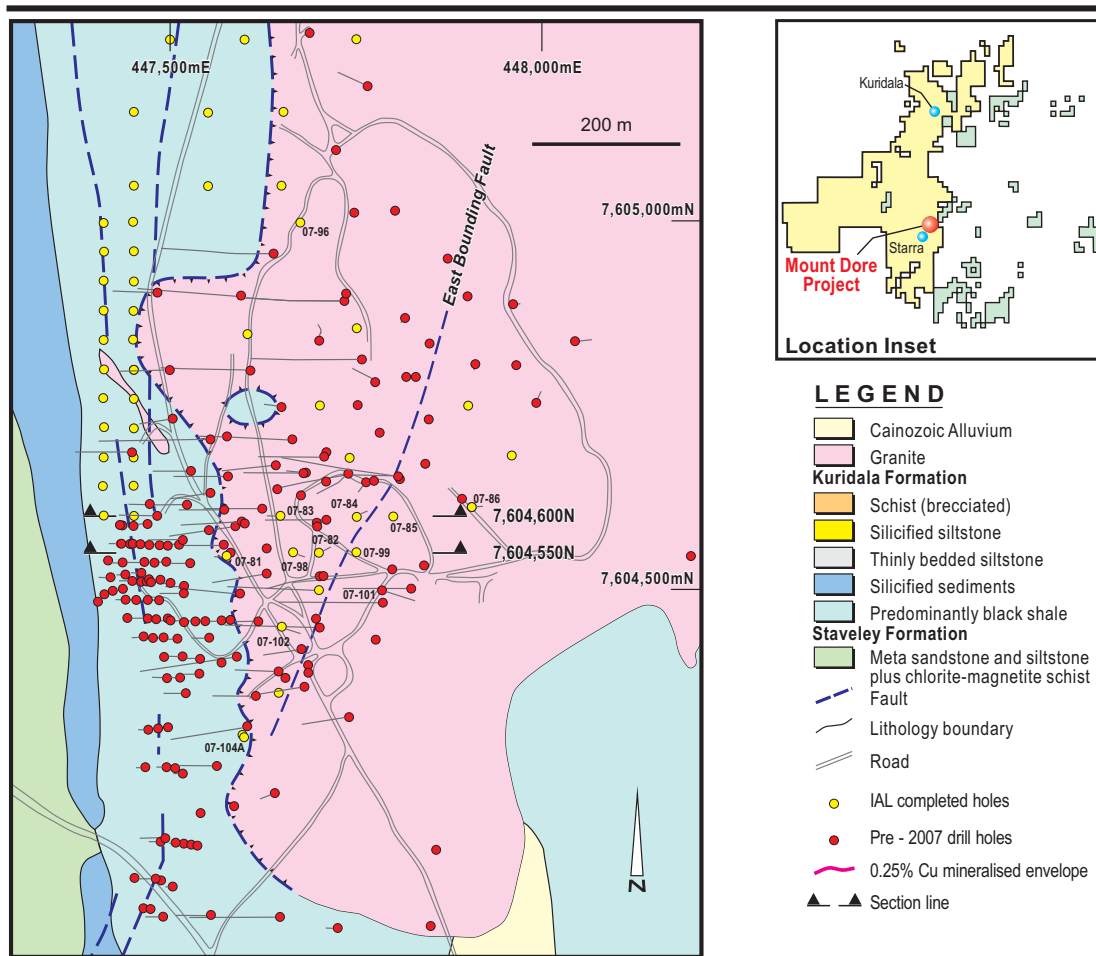 447,500mE
448,000mE
200 m
7,605,000mN
East Bounding Fault
07-96
07-86
07-84
07-83
07-85
7,604,600N
07-82
07-81
07-99
7,604,550N
07-98
7,604,500mN
07-101
07-102
07-104A
N
Kuridala
Starra
Mount Dore
Project
Location Inset
LEGEND
Cainozoic Alluvium
Granite
Kuridala Formation
Schist (brecciated)
Silicified siltstone
Thinly bedded siltstone
Silicified sediments
Predominantly black shale
Staveley Formation
Meta sandstone and siltstone
plus chlorite-magnetite schist
Fault
Lithology boundary
Road
IAL completed holes
Pre - 2007 drill holes
0.25% Cu mineralised envelope
Section line